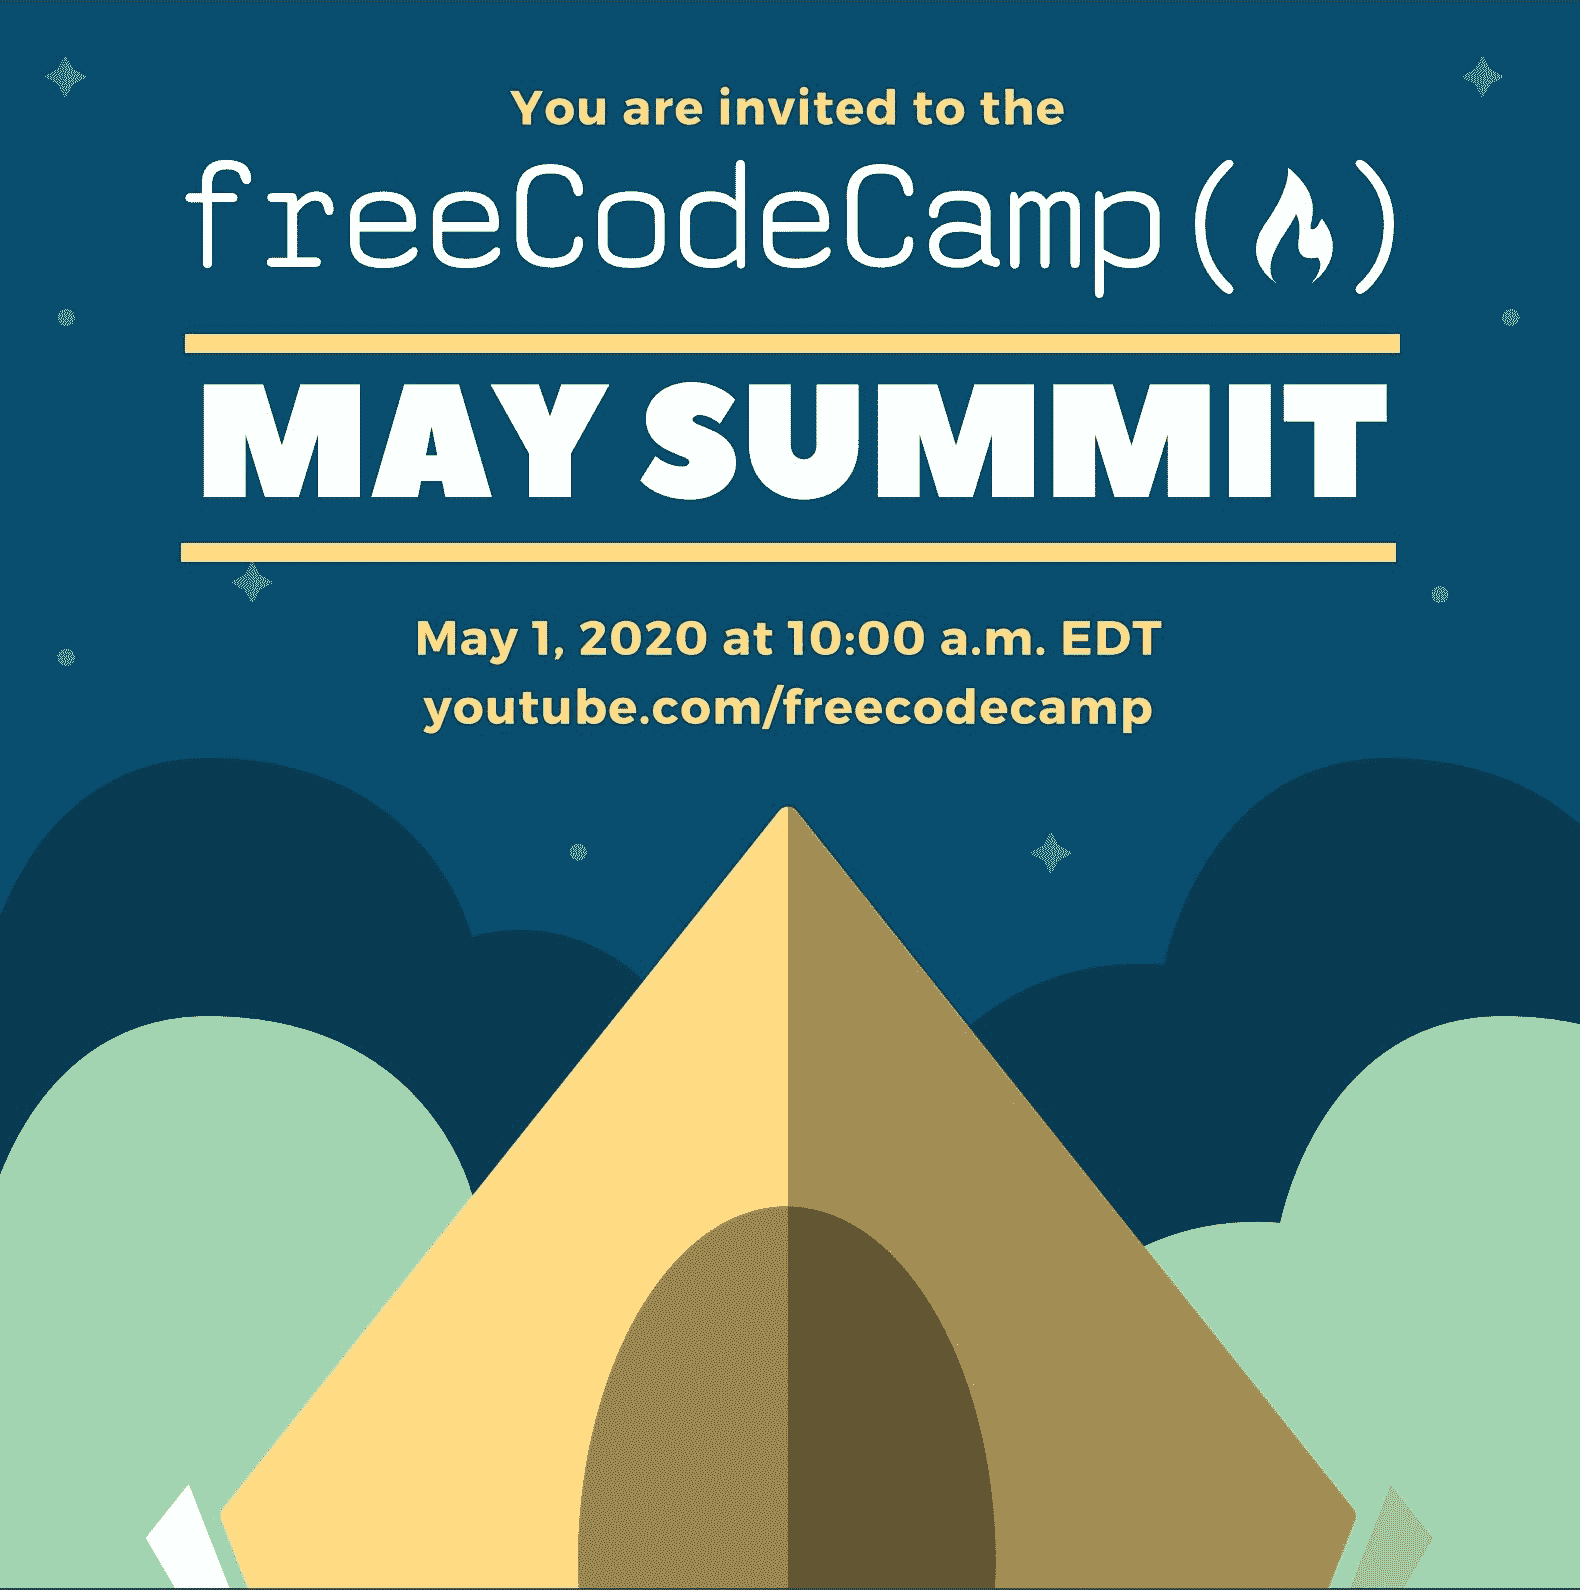 You are invited to the
freeCodeCamp()
MAY SUMMIT
May 1, 2020 at 10:00 a.m. EDT
youtube.com/freecodecamp